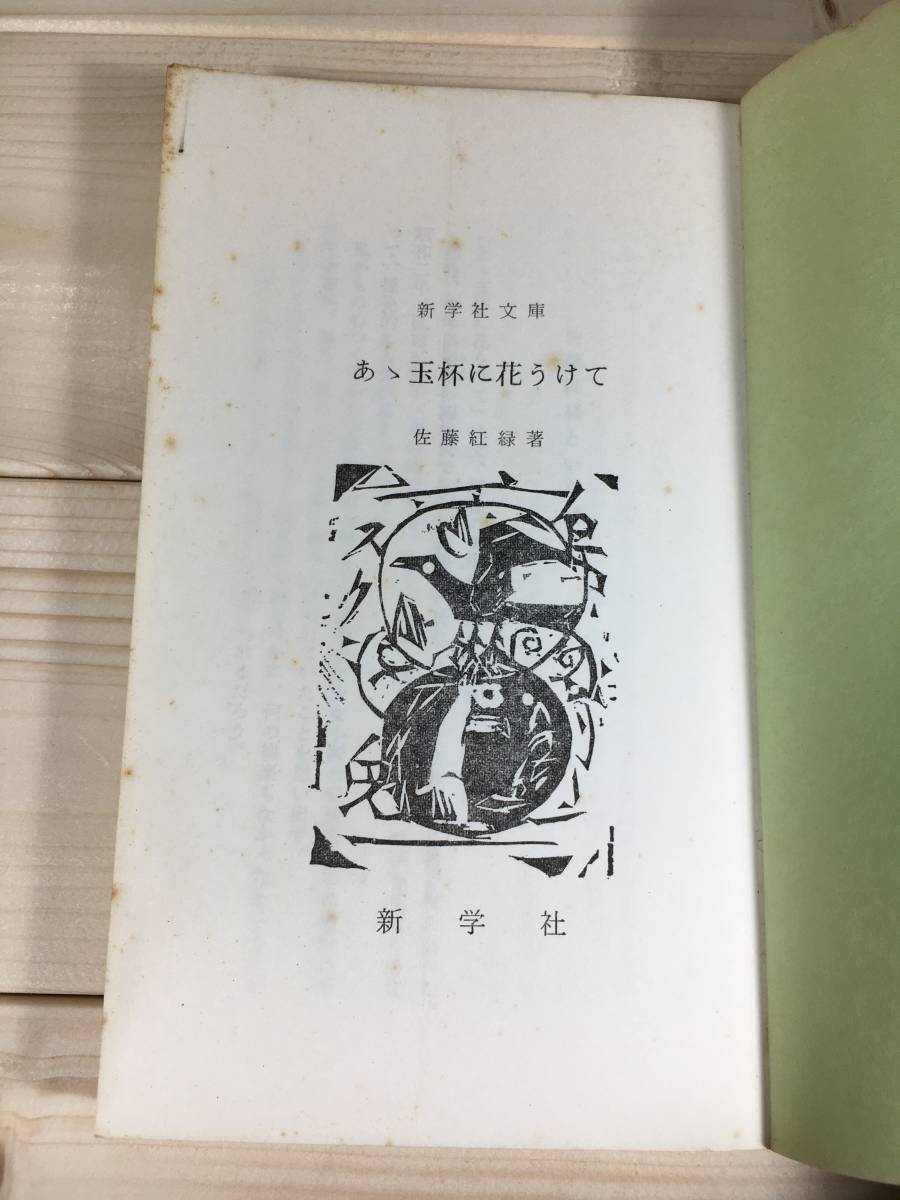 新学社文庫
あゝ玉杯に花うけて
佐藤紅緑著
新学社